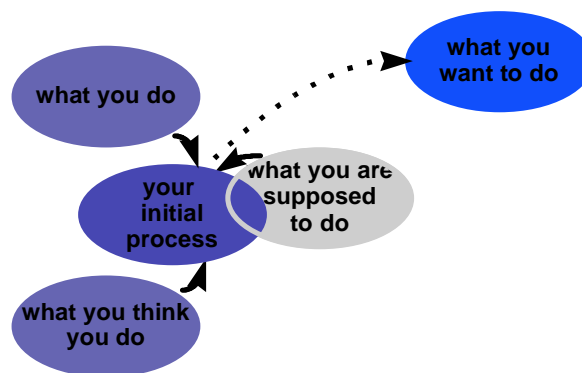 what you
want to do
what you do
what you are
supposed
to do
your
initial
process
what you think
you do